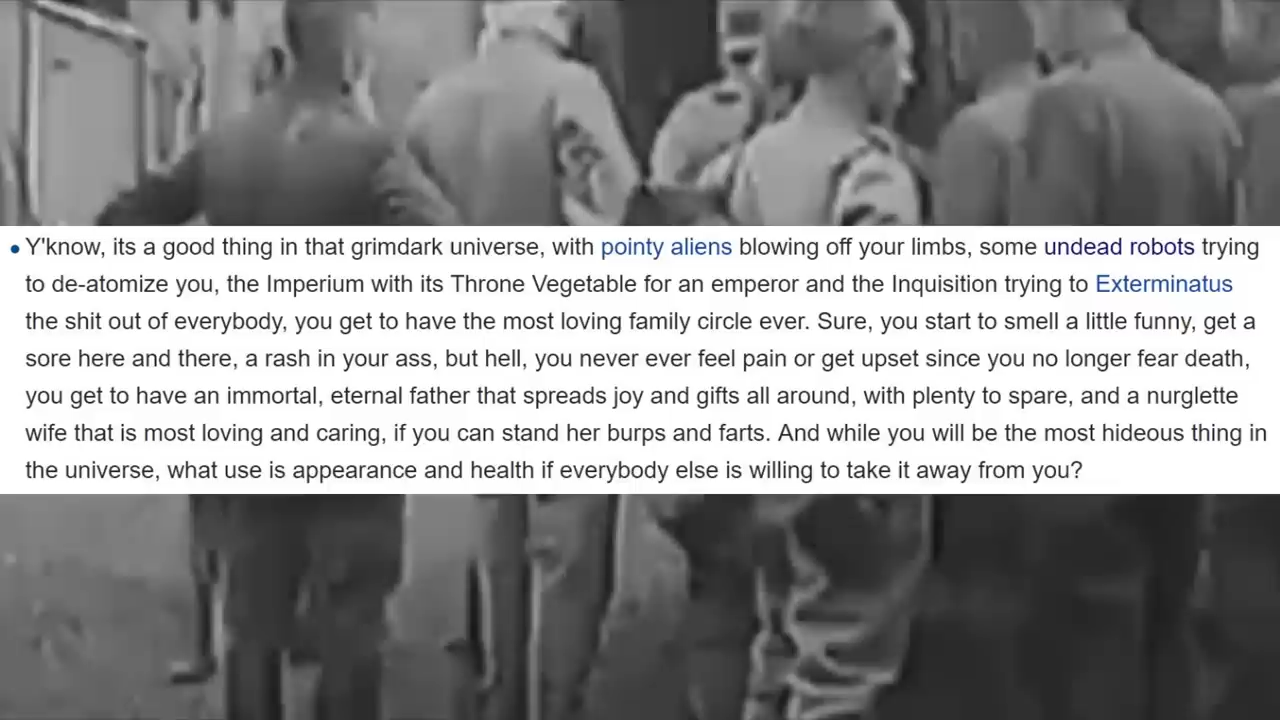 • Y'know, its a good thing in that grimdark universe, with pointy aliens blowing off your limbs, some undead robots trying
to de-atomize you, the Imperium with its Throne Vegetable for an emperor and the Inquisition trying to Exterminatus
the shit out of everybody, you get to have the most loving family circle ever. Sure, you start to smell a little funny, get a
sore here and there, a rash in your ass, but hell, you never ever feel pain or get upset since you no longer fear death,
you get to have an immortal, eternal father that spreads joy and gifts all around, with plenty to spare, and a nurglette
wife that is most loving and caring, if you can stand her burps and farts. And while you will be the most hideous thing in
the universe, what use is appearance and health if everybody else is willing to take it away from you?